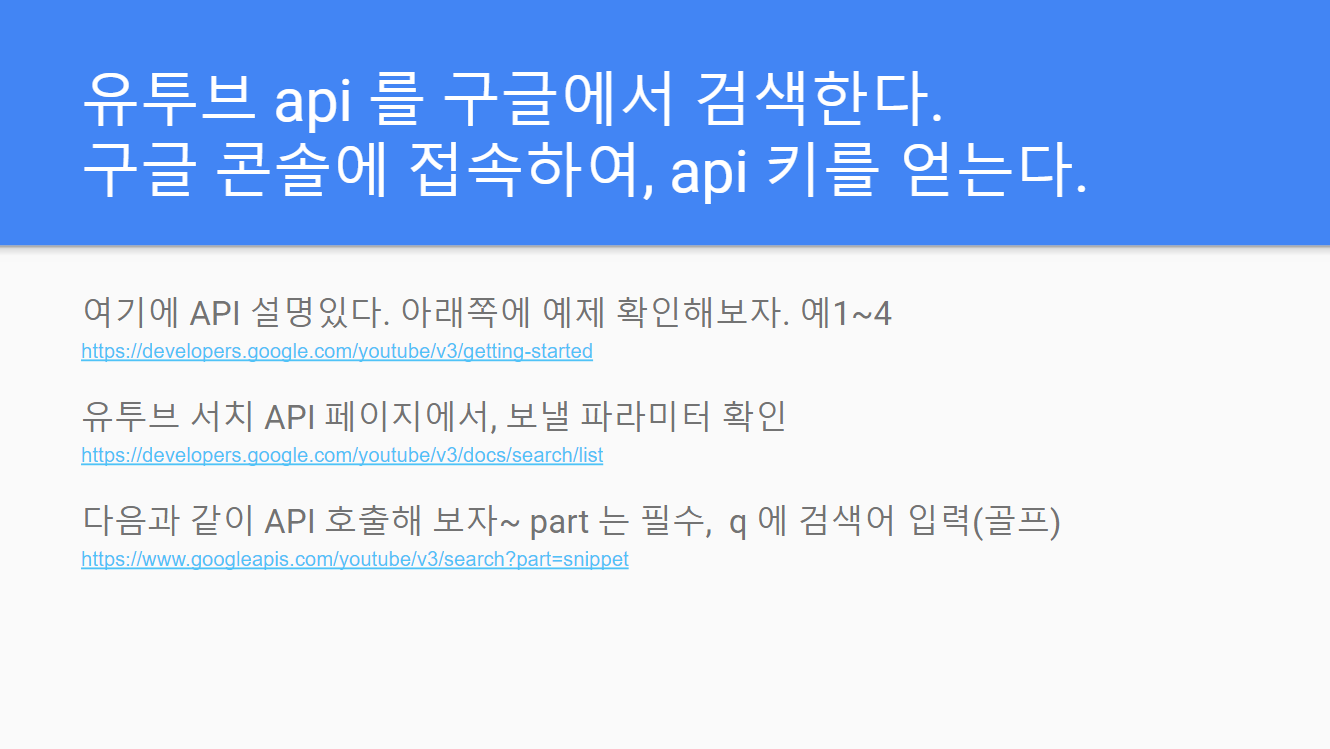 유투브 api 를 구글에서 검색한다.
구글 콘솔에 접속하여, api 키를 얻는다.
여기에 API 설명있다. 아래쪽에 예제 확인해보자. 예1~4
https://developers.google.com/youtube/v3/getting-started
유투브 서치 API 페이지에서, 보낼 파라미터 확인
https://developers.google.com/youtube/v3/docs/search/list
다음과 같이 API 호출해 보자~ part 는 필수, q 에 검색어 입력(골프)
https://www.googleapis.com/youtube/v3/search?part=snippet